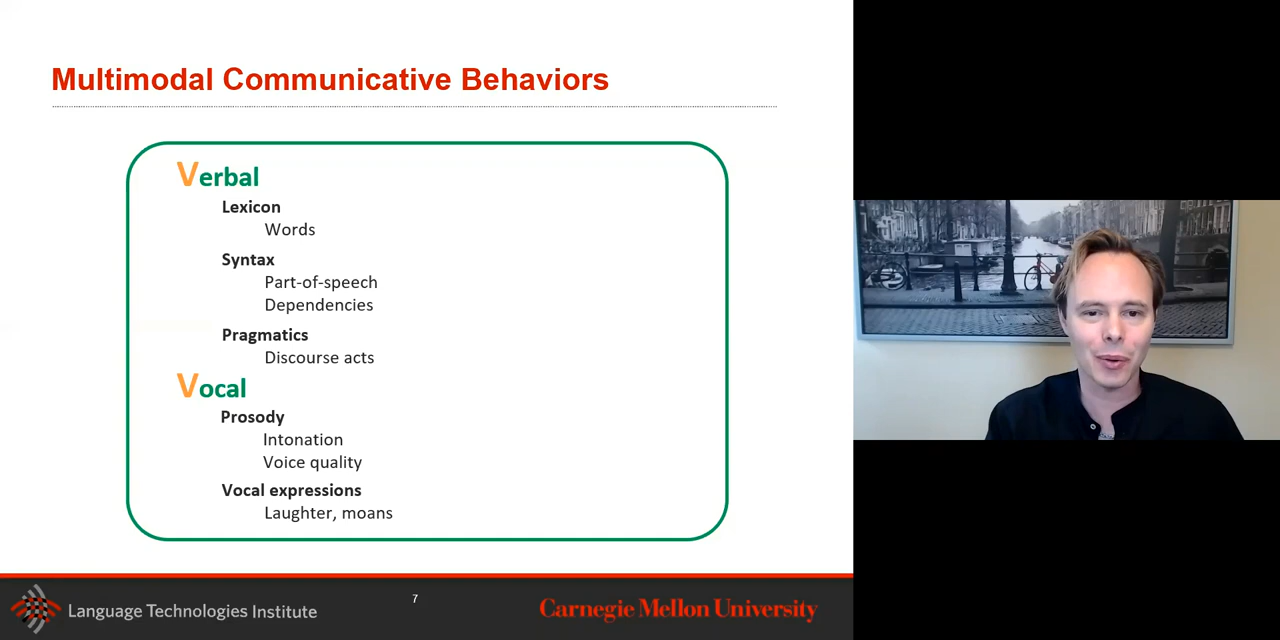 Multimodal Communicative Behaviors
Verbal
Lexicon
Words
Syntax
Part-of-speech
Dependencies
Pragmatics
Discourse acts
Vocal
Prosody
Intonation
Voice quality
Vocal expressions
Laughter, moans
Language Technologies Institute
7
Carnegie Mellon University